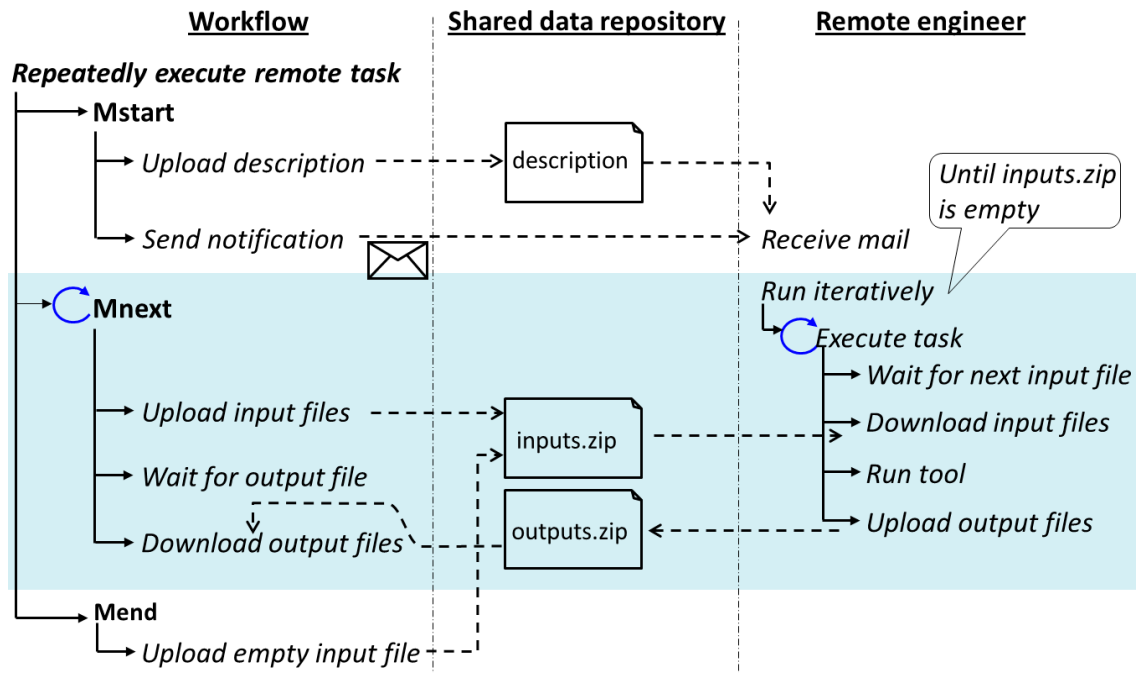 Workflow
Shared data repository
Remote engineer
Repeatedly execute remote task
Mstart
Upload description
description
Until inputs.zip
is empty
Send notification
Receive mail
Run iteratively
Mnext
Execute task
Wait for next input file
Upload input files
Download input files
inputs.zip
Wait for output file
Run tool
Upload output files
outputs.zip
Download output files
Mend
Upload empty input file